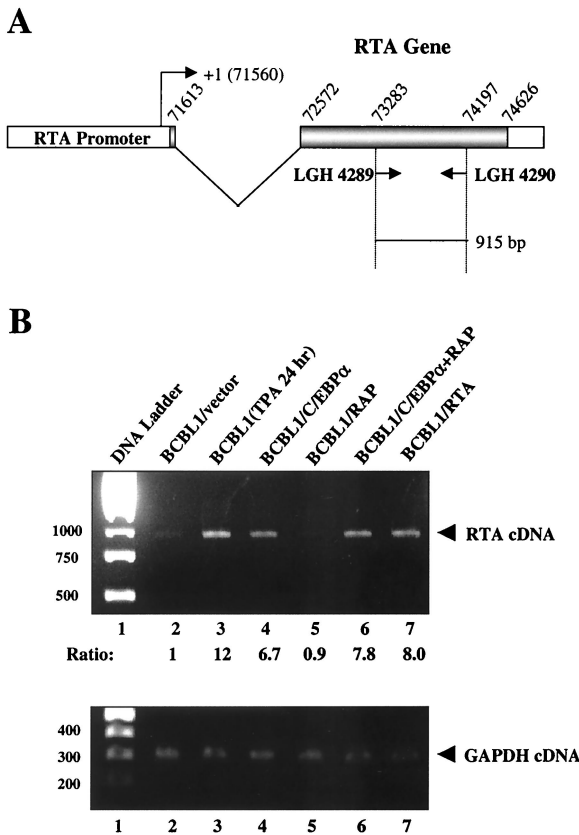 A
RTA Gene
+1 (71560)
71613
72572
73283
74197
74626
RTA Promoter
LGH 4289
LGH 4290
915 bp
B
DNA Ladder
BCBL1/vector
BCBL1(TPA 24 hr)
BCBL1/C/EBPα
BCBL1/RAP
BCBL1/C/EBPα+RAP
BCBL1/RTA
1000
750
500
RTA cDNA
1 2 3 4 5 6 7
Ratio: 1 12 6.7 0.9 7.8 8.0
400
300
200
GAPDH cDNA
1 2 3 4 5 6 7